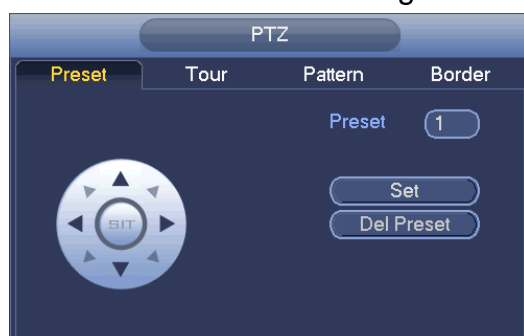 PTZ
Preset Tour Pattern Border
Preset 1
Set
SIT
Del Preset